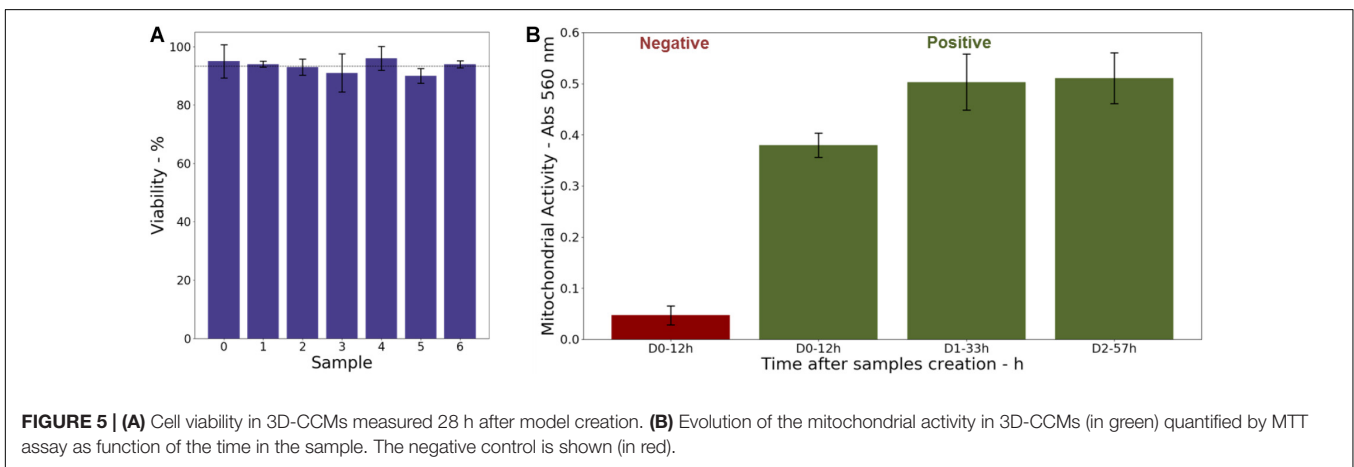 A
100
80
60
40
20
0
Viability - %
0 1 2 3 4 5 6
Sample
B
0.6
0.5
0.4
0.3
0.2
0.1
0.0
Mitochondrial Activity - Abs 560 nm
Negative
Positive
D0-12h D0-12h D1-33h D2-57h
Time after samples creation - h
FIGURE 5 | (A) Cell viability in 3D-CCMs measured 28 h after model creation. (B) Evolution of the mitochondrial activity in 3D-CCMs (in green) quantified by MTT
assay as function of the time in the sample. The negative control is shown (in red).